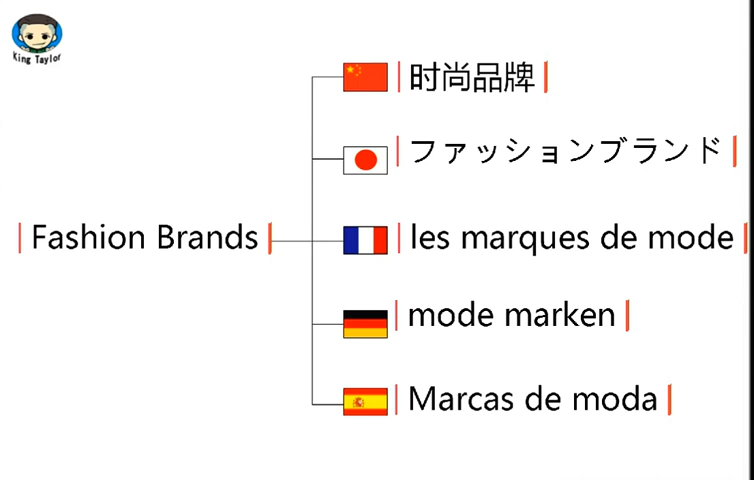 King Taylor
时尚品牌
ファッションブランド
Fashion Brands
les marques de mode
mode marken
Marcas de moda